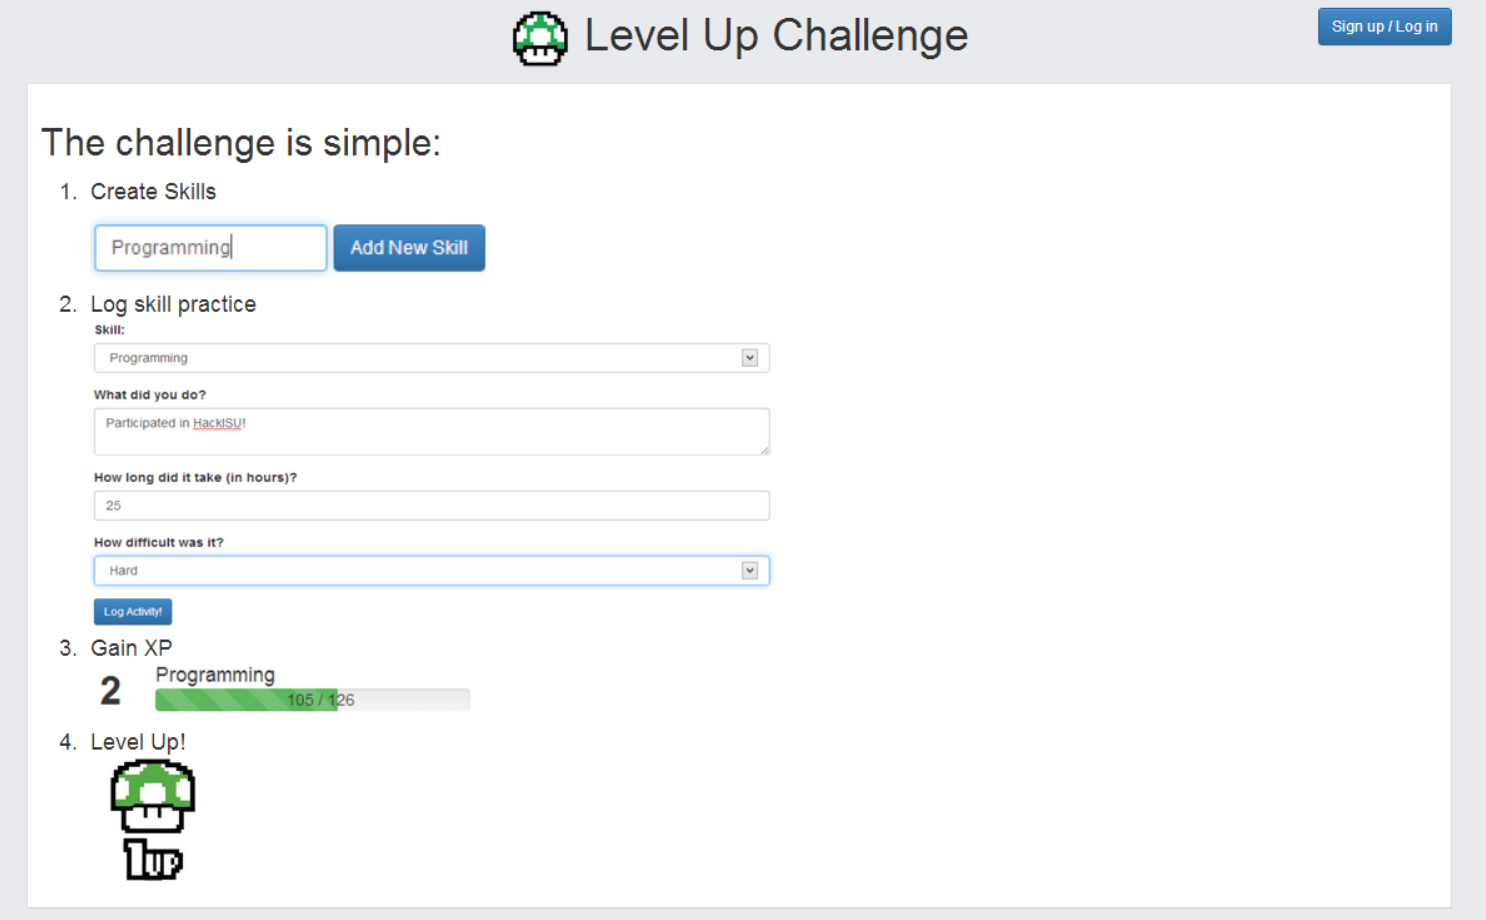 Level Up Challenge
Sign up / Log in
The challenge is simple:
1. Create Skills
Programming
Add New Skill
2. Log skill practice
Skill:
Programming
What did you do?
Participated in HackISU!
How long did it take (in hours)?
25
How difficult was it?
Hard
Log Activity!
3. Gain XP
2
Programming
105 / 126
4. Level Up!
1UP